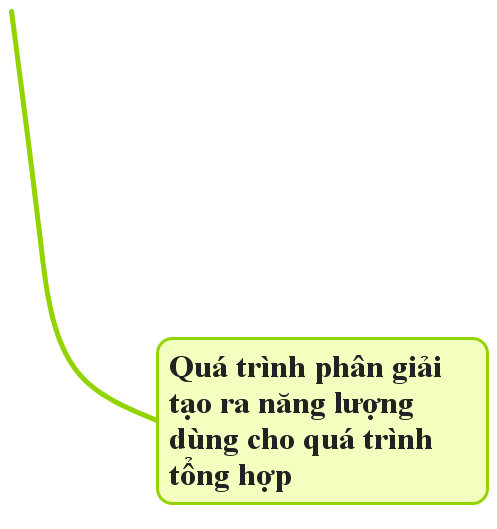 Quá trình phân giải
tạo ra năng lượng
dùng cho quá trình
tổng hợp